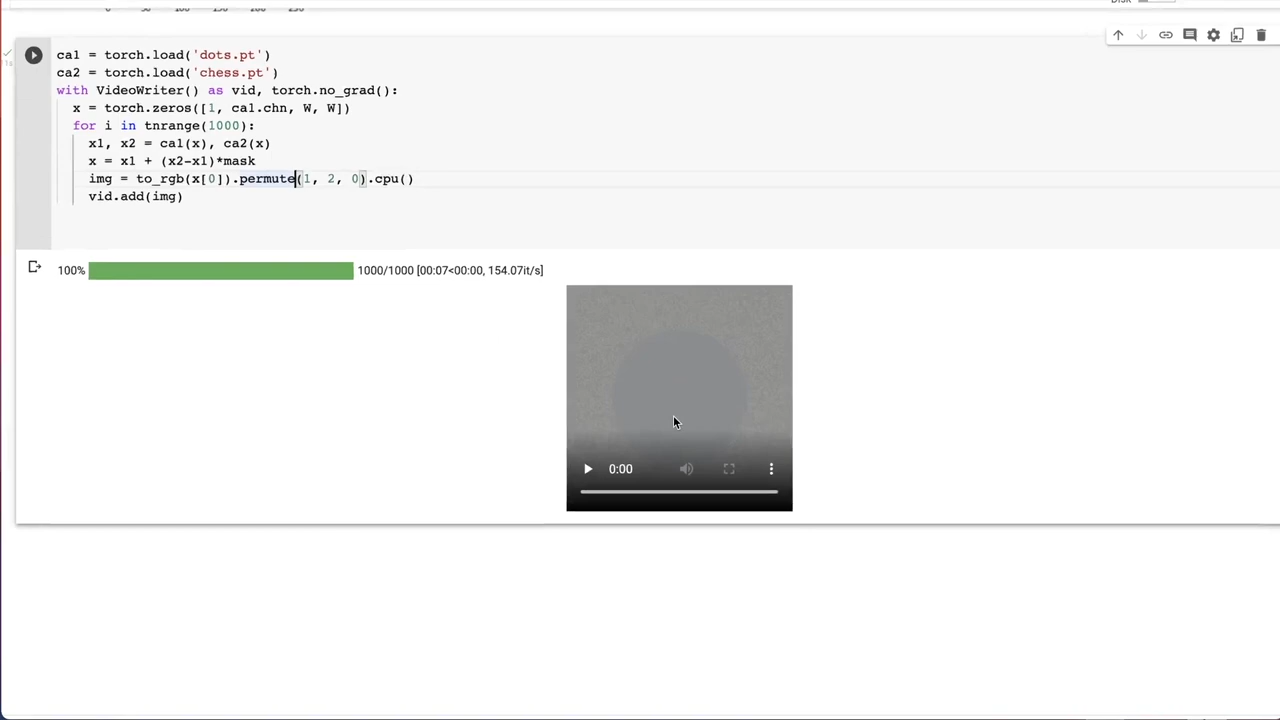 ca1 = torch.load('dots.pt')
ca2 = torch.load('chess.pt')
with VideoWriter() as vid, torch.no_grad():
  x = torch.zeros([1, ca1.chn, W, W])
  for i in tnrange(1000):
    x1, x2 = ca1(x), ca2(x)
    x = x1 + (x2-x1)*mask
    img = to_rgb(x[0]).permute(1, 2, 0).cpu()
    vid.add(img)
100% 1000/1000 [00:07<00:00, 154.07it/s]
0:00